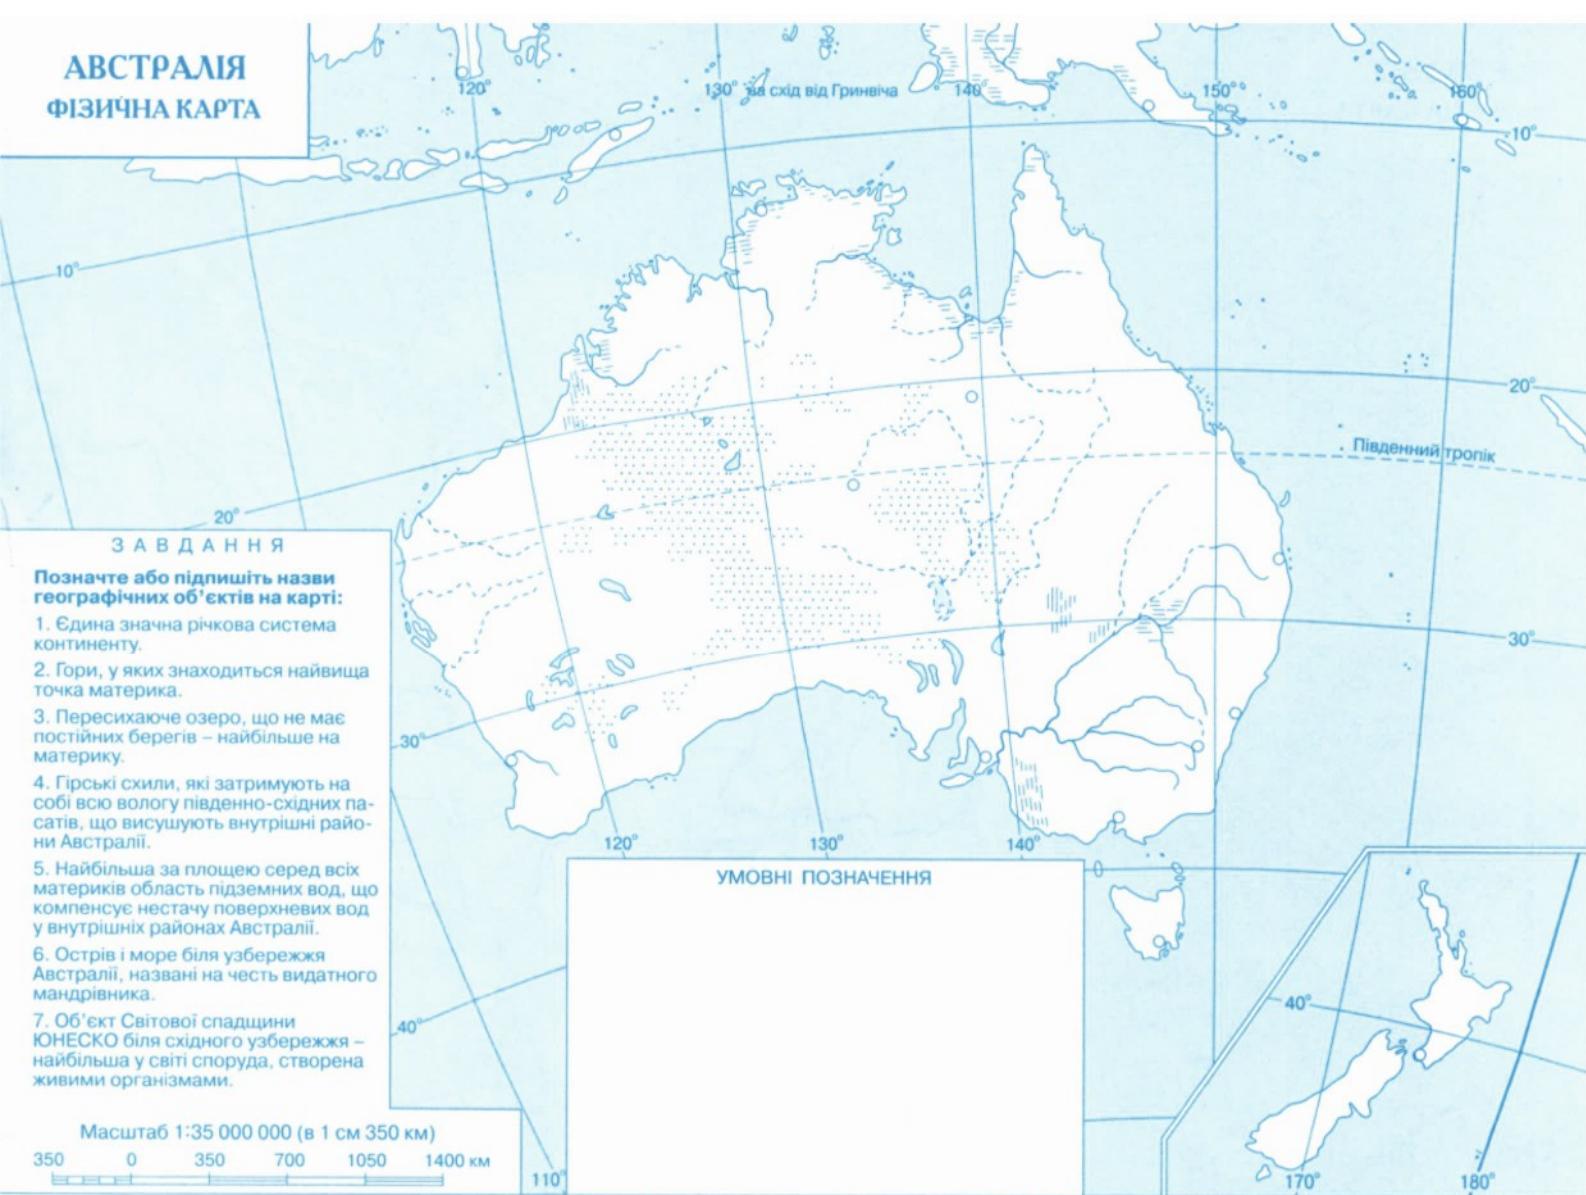 АВСТРАЛІЯ
ФІЗИЧНА КАРТА
120°
130° на схід від Гринвіча
140°
150°
160°
10°
10°
20°
Південний тропік
20°
30°
30°
120°
130°
140°
40°
110°
40°
170°
180°
ЗАВДАННЯ
Позначте або підпишіть назви
географічних об’єктів на карті:
1. Єдина значна річкова система
континенту.
2. Гори, у яких знаходиться найвища
точка материка.
3. Пересихаюче озеро, що не має
постійних берегів – найбільше на
материку.
4. Гірські схили, які затримують на
собі всю вологу південно-східних па-
сатів, що висушують внутрішні райо-
ни Австралії.
5. Найбільша за площею серед всіх
материків область підземних вод, що
компенсує нестачу поверхневих вод
у внутрішніх районах Австралії.
6. Острів і море біля узбережжя
Австралії, названі на честь видатного
мандрівника.
7. Об’єкт Світової спадщини
ЮНЕСКО біля східного узбережжя –
найбільша у світі споруда, створена
живими організмами.
Масштаб 1:35 000 000 (в 1 см 350 км)
350 0 350 700 1050 1400 км
УМОВНІ ПОЗНАЧЕННЯ